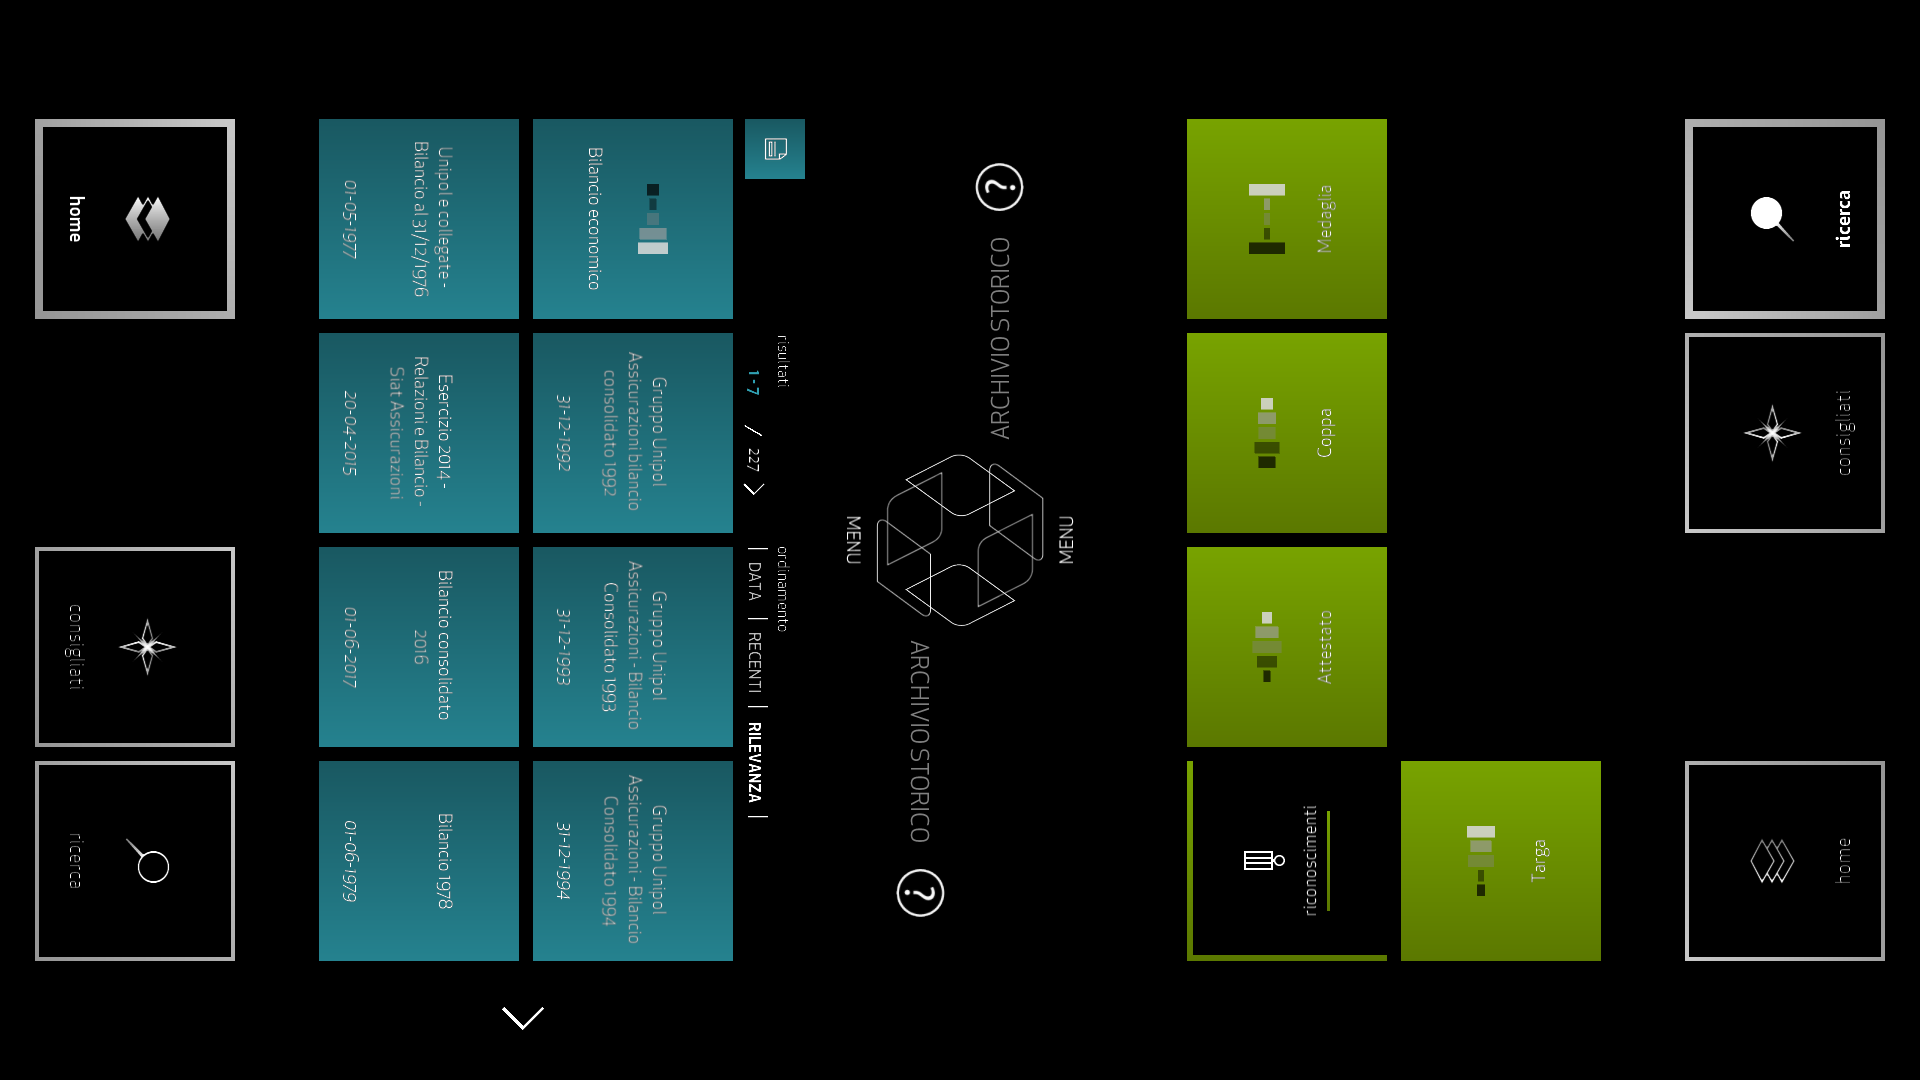 home
consigliati
ricerca
ARCHIVIO STORICO
MENU
risultati
1 - 7 / 227
ordinamento
| DATA | RECENTI | RILEVANZA |
Bilancio economico
Gruppo Unipol
Assicurazioni bilancio
consolidato 1992
31-12-1992
Gruppo Unipol
Assicurazioni - Bilancio
Consolidato 1993
31-12-1993
Gruppo Unipol
Assicurazioni - Bilancio
Consolidato 1994
31-12-1994
Unipol e collegate -
Bilancio al 31/12/1976
01-05-1977
Esercizio 2014 -
Relazioni e Bilancio -
Siat Assicurazioni
20-04-2015
Bilancio consolidato
2016
01-06-2017
Bilancio 1978
01-06-1979
ARCHIVIO STORICO
MENU
riconoscimenti
Attestato
Coppa
Medaglia
Targa
home
consigliati
ricerca